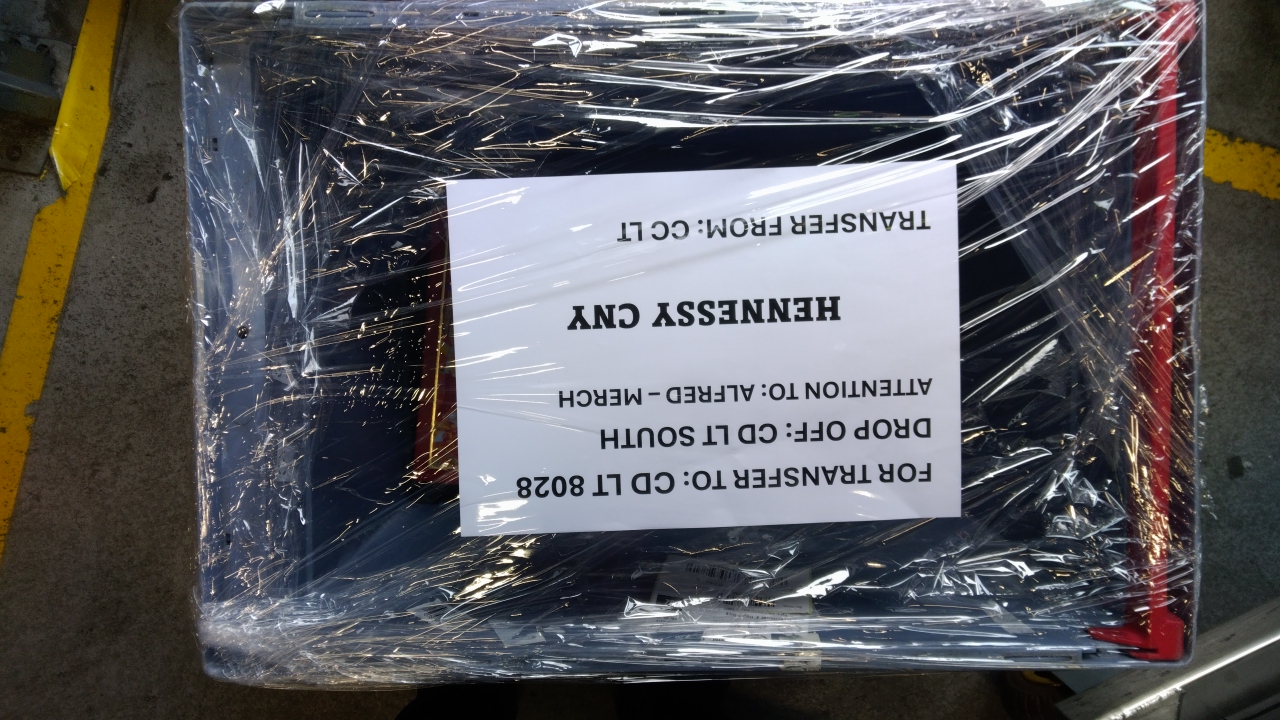 FOR TRANSFER TO: CD LT 8028
DROP OFF: CD LT SOUTH
ATTENTION TO: ALFRED – MERCH
HENNESSY CNY
TRANSFER FROM: CC LT